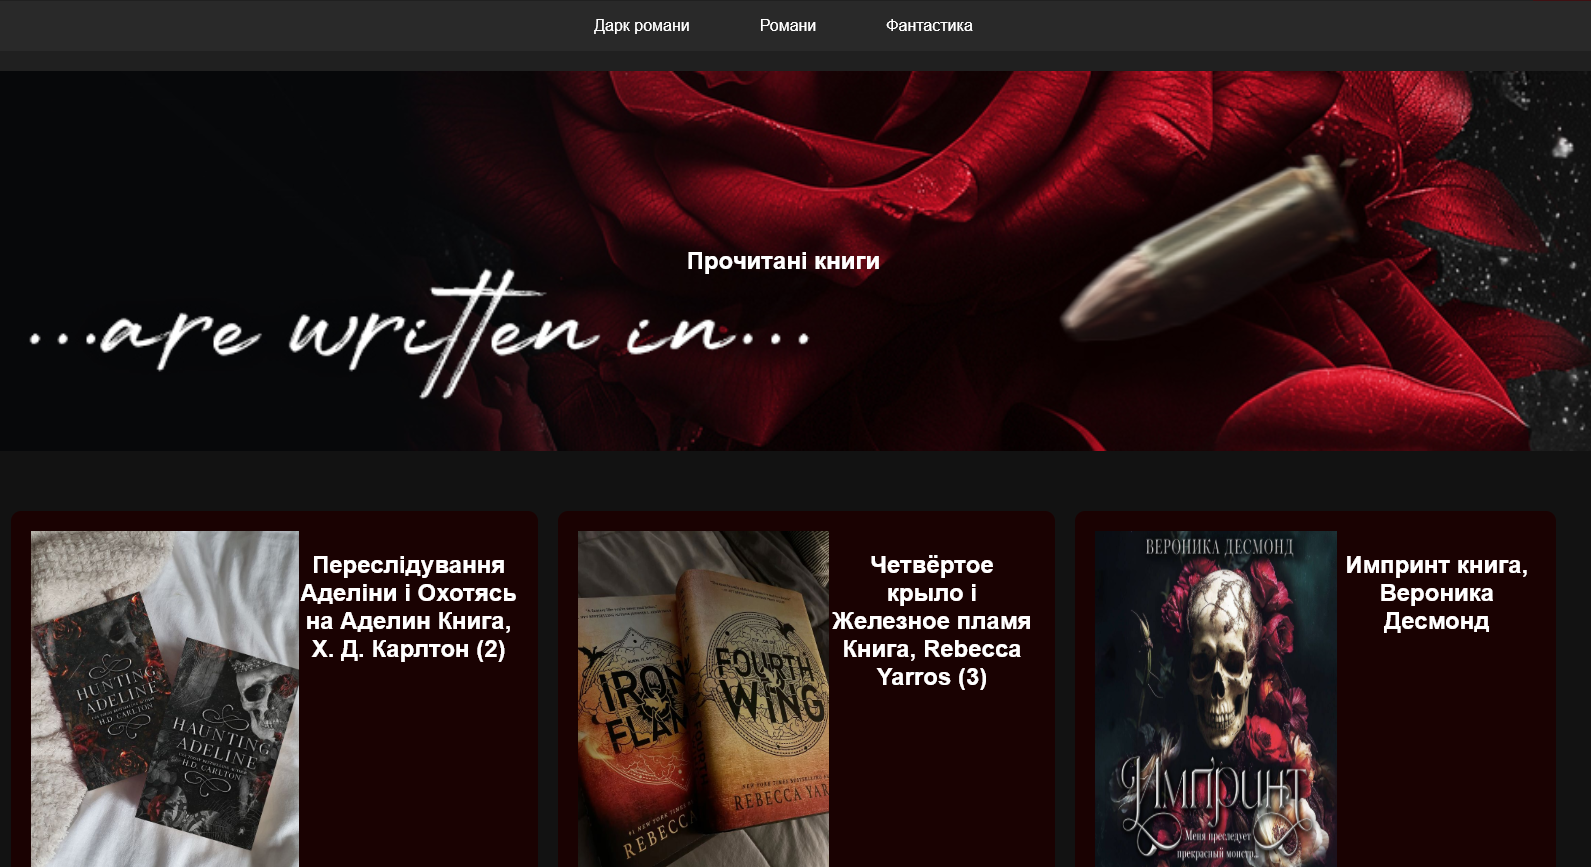 Дарк романи
Романи
Фантастика
Прочитані книги
...are written in...
Переслідування
Аделіни і Охотясь
на Аделин Книга,
Х. Д. Карлтон (2)
HUNTING
ADELINE
H.D. CARLTON
HAUNTING
ADELINE
H.D. CARLTON
Четвёртое
крыло і
Железное пламя
Книга, Rebecca
Yarros (3)
IRON
FLAM
REBECCA
FOURTH
WING
REBECCA YAR
Импринт книга,
Вероника
Десмонд
ВЕРОНИКА ДЕСМОНД
Импринт
Меня преследует
прекрасный монстр...